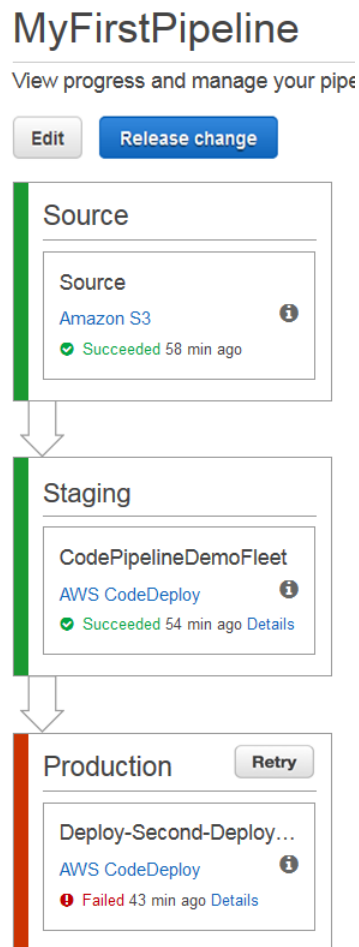 MyFirstPipeline
View progress and manage your pipe
Edit
Release change
Source
Source
Amazon S3
Succeeded 58 min ago
Staging
CodePipelineDemoFleet
AWS CodeDeploy
Succeeded 54 min ago Details
Production
Retry
Deploy-Second-Deploy...
AWS CodeDeploy
Failed 43 min ago Details